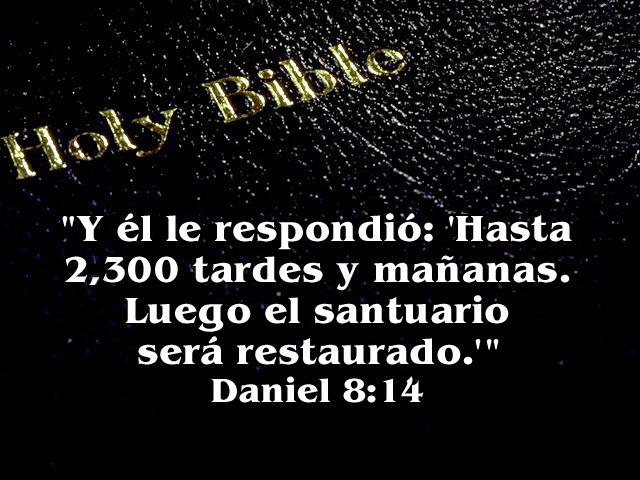 Holy Bible
"Y él le respondió: 'Hasta
2,300 tardes y mañanas.
Luego el santuario
será restaurado.'"
Daniel 8:14